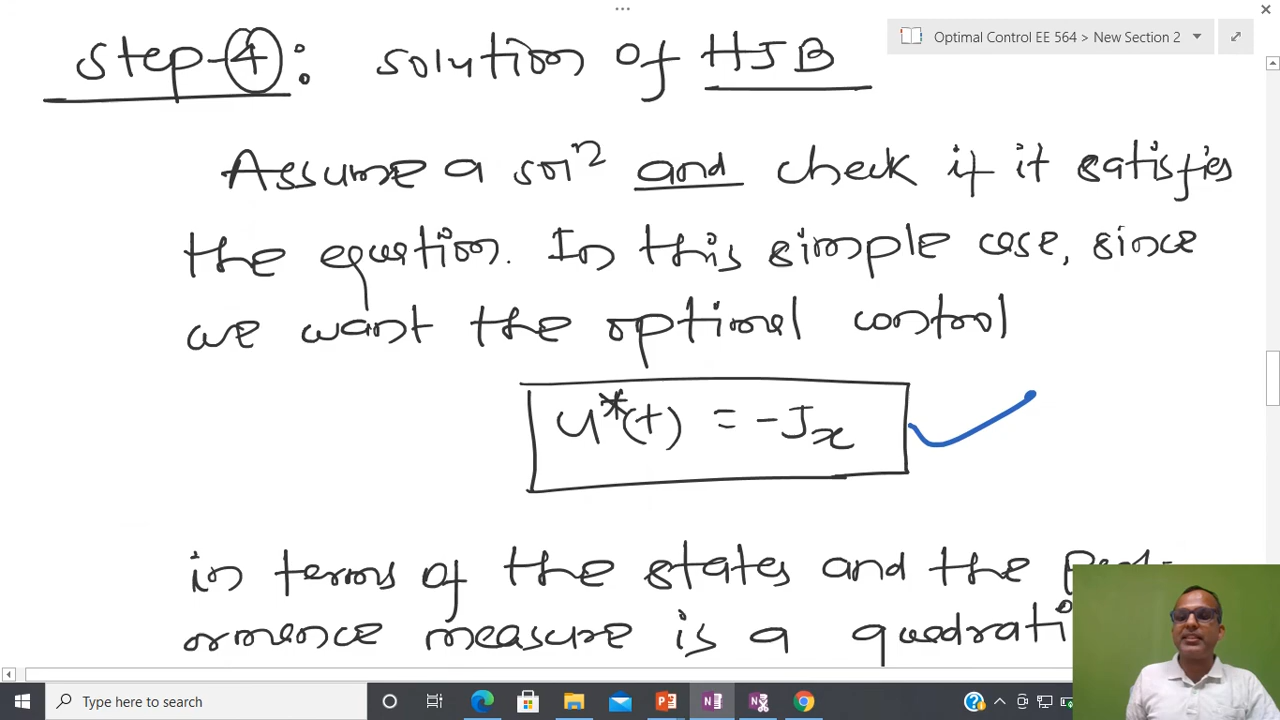 Optimal Control EE 564 > New Section 2
Step-4: solution of HJB
Assume a sol^n and check if it satisfies
the equation. In this simple case, since
we want the optimal control
u*(t) = -J_x
in terms of the states and the Perf-
ormance measure is a quadrati
Type here to search